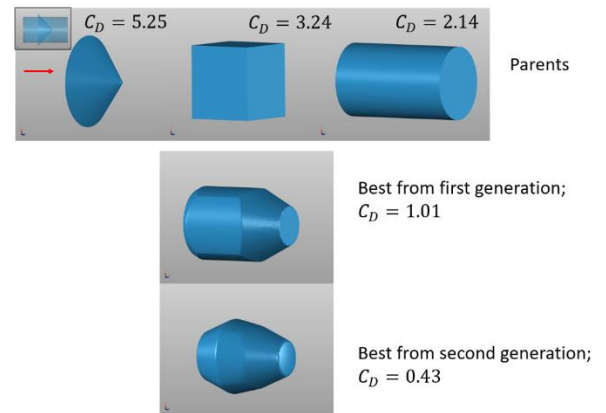 C_D = 5.25
C_D = 3.24
C_D = 2.14
Parents
Best from first generation;
C_D = 1.01
Best from second generation;
C_D = 0.43